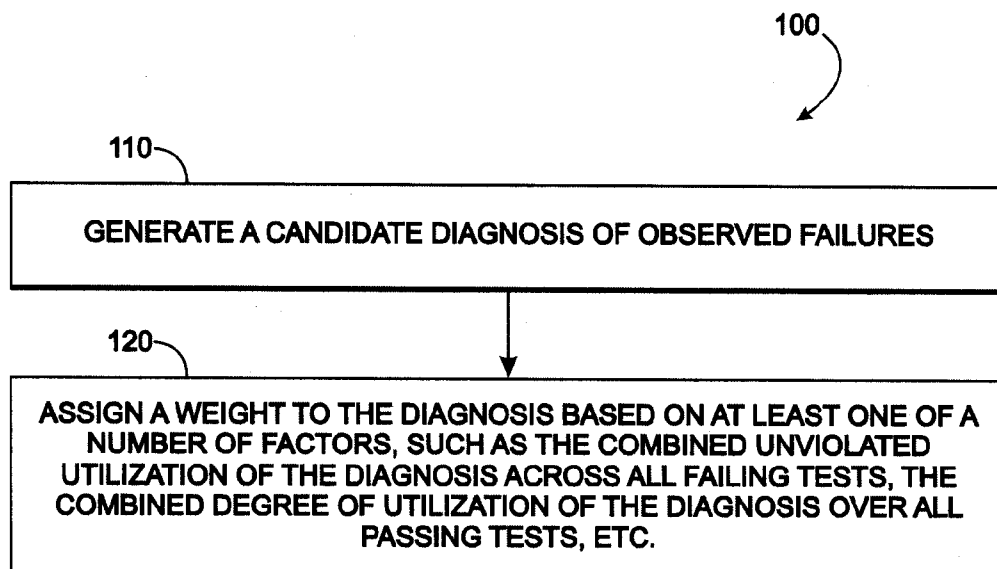 100
110
GENERATE A CANDIDATE DIAGNOSIS OF OBSERVED FAILURES
120
ASSIGN A WEIGHT TO THE DIAGNOSIS BASED ON AT LEAST ONE OF A
NUMBER OF FACTORS, SUCH AS THE COMBINED UNVIOLATED
UTILIZATION OF THE DIAGNOSIS ACROSS ALL FAILING TESTS, THE
COMBINED DEGREE OF UTILIZATION OF THE DIAGNOSIS OVER ALL
PASSING TESTS, ETC.